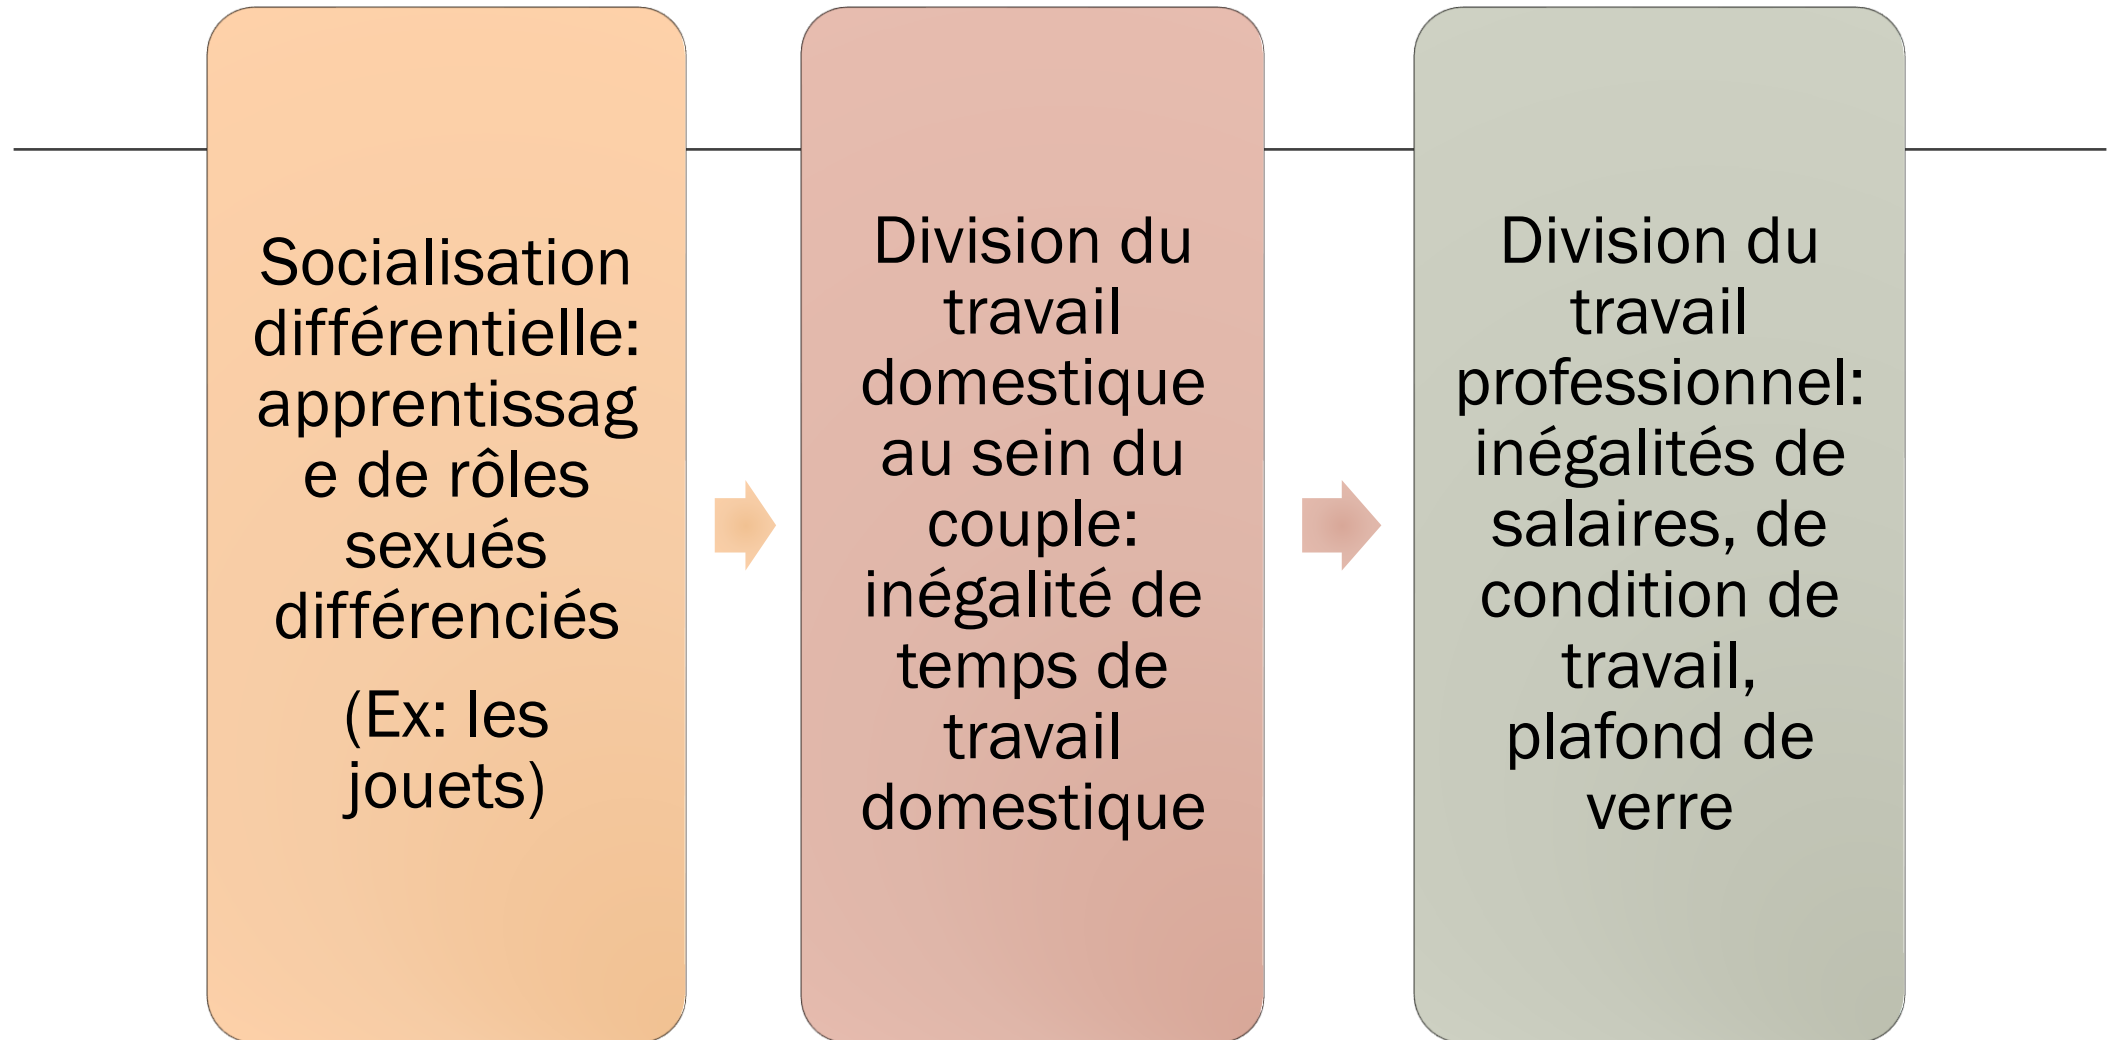 Socialisation
différentielle:
apprentissag
e de rôles
sexués
différenciés
(Ex: les
jouets)
Division du
travail
domestique
au sein du
couple:
inégalité de
temps de
travail
domestique
Division du
travail
professionnel:
inégalités de
salaires, de
condition de
travail,
plafond de
verre